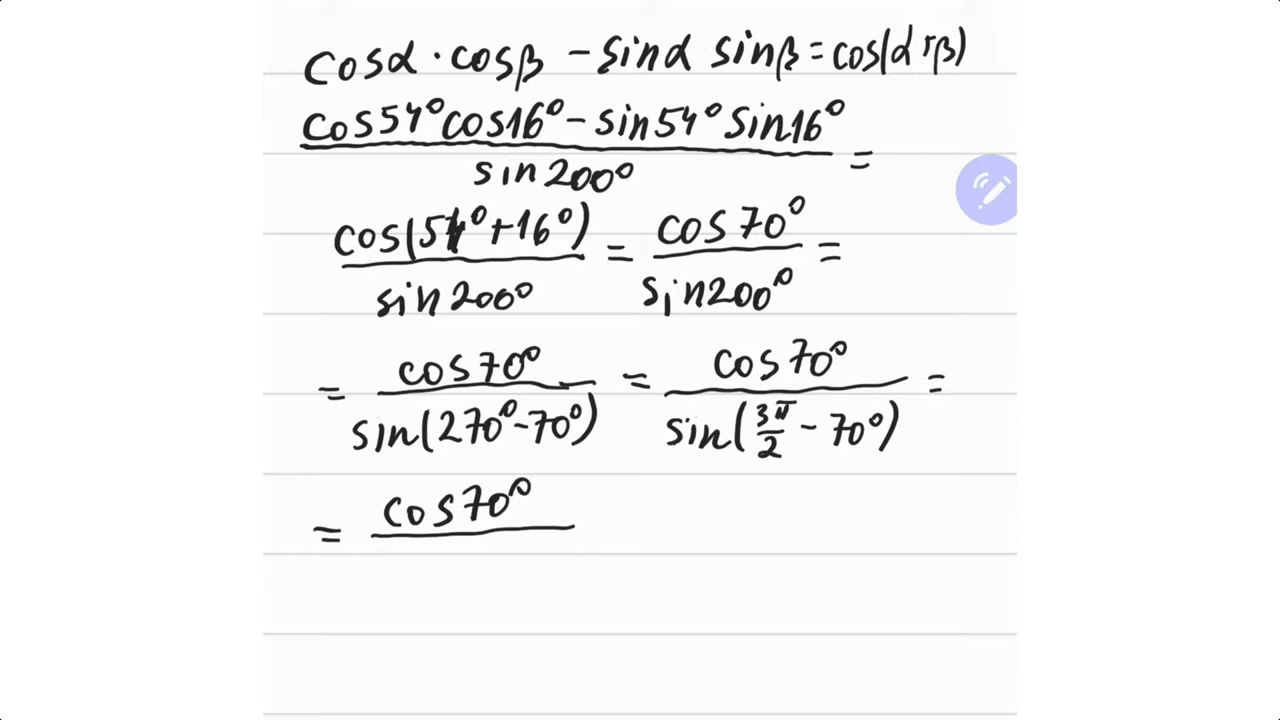 cosα · cosβ - sinα sinβ = cos(α+β)
cos54° cos16° - sin54° sin16° / sin200° =
cos(54° + 16°) / sin200° = cos70° / sin200° =
= cos70° / sin(270° - 70°) = cos70° / sin(3π/2 - 70°) =
= cos70°